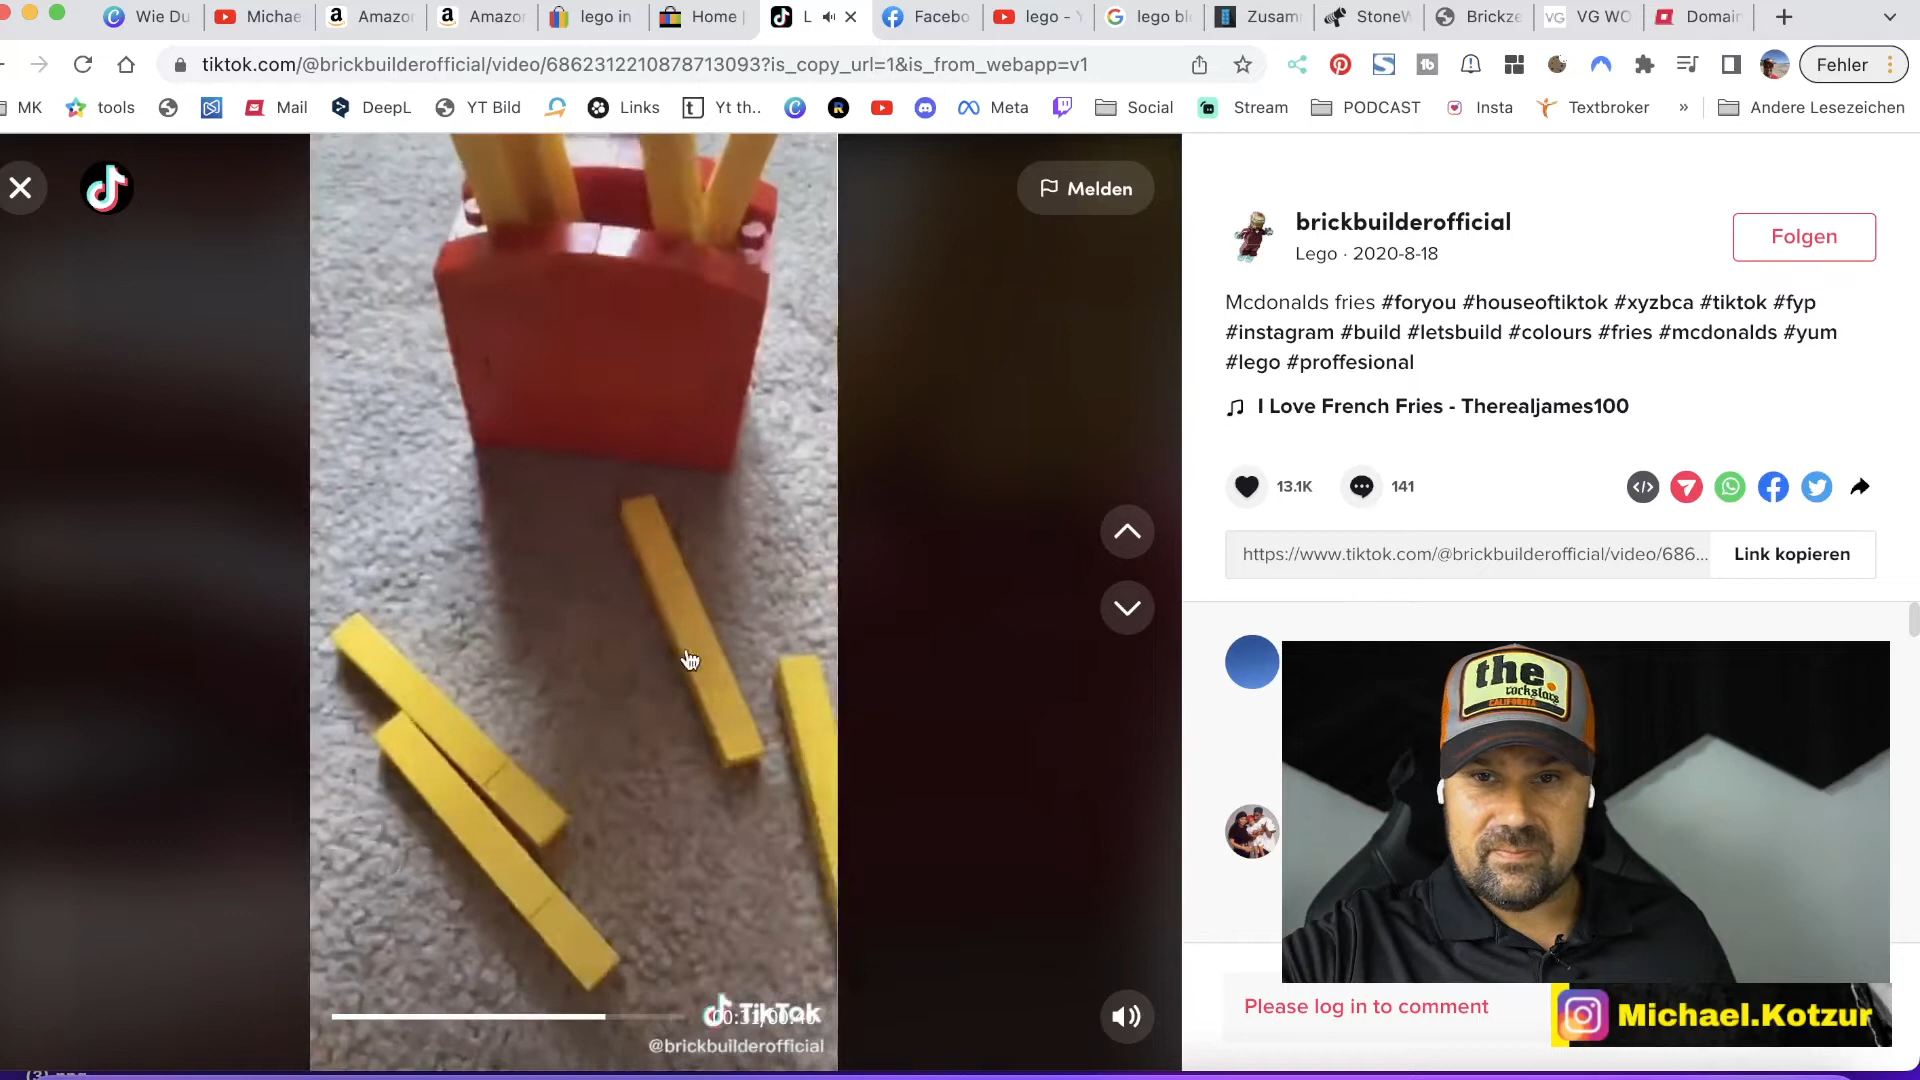 Wie Du
Michae
Amazo
Amazo
lego in
Home |
L
Facebo
lego - Y
lego bl
Zusam
StoneW
Brickze
VG WO
Domain
tiktok.com/@brickbuilderofficial/video/6862312210878713093?is_copy_url=1&is_from_webapp=v1
Fehler
MK
tools
Mail
DeepL
YT Bild
Links
Yt th..
Meta
Social
Stream
PODCAST
Insta
Textbroker
»
Andere Lesezeichen
Melden
brickbuilderofficial
Lego · 2020-8-18
Folgen
Mcdonalds fries #foryou #houseoftiktok #xyzbca #tiktok #fyp
#instagram #build #letsbuild #colours #fries #mcdonalds #yum
#lego #proffesional
I Love French Fries - Therealjames100
13.1K
141
https://www.tiktok.com/@brickbuilderofficial/video/686...
Link kopieren
the.
rockstars
CALIFORNIA
TikTok
@brickbuilderofficial
Please log in to comment
Michael.Kotzur